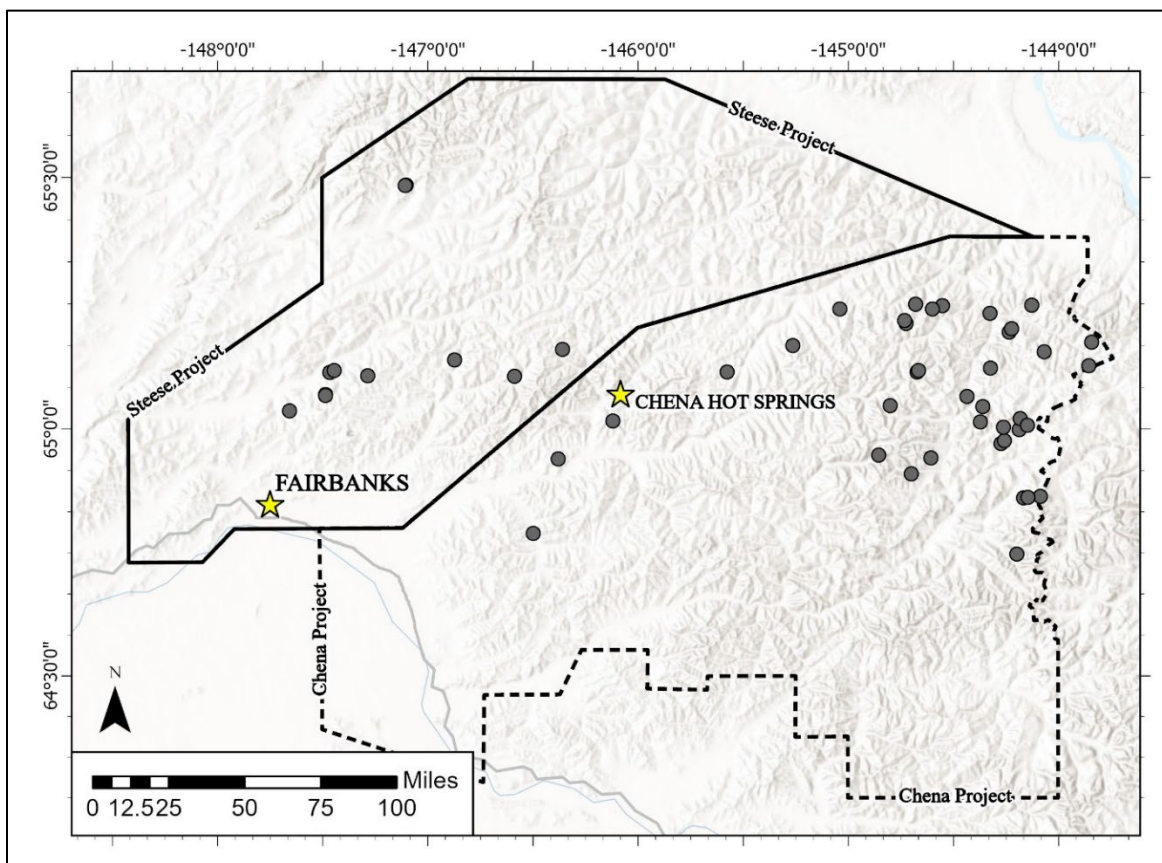 -148°0'0" -147°0'0" -146°0'0" -145°0'0" -144°0'0"
Steese Project
65°30'0"
Steese Project
65°0'0"
CHENA HOT SPRINGS
FAIRBANKS
Chena Project
64°30'0"
N
Miles
0 12.525 50 75 100
Chena Project